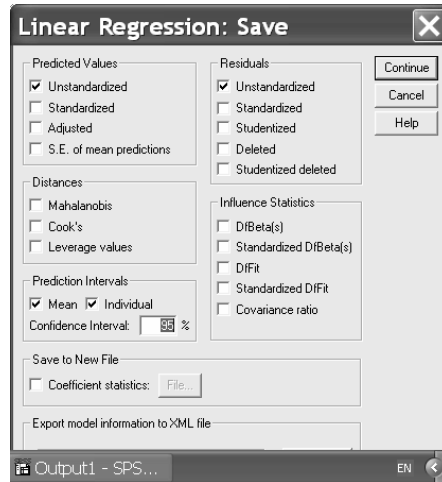 Linear Regression: Save
Predicted Values
Unstandardized
Standardized
Adjusted
S.E. of mean predictions
Distances
Mahalanobis
Cook's
Leverage values
Prediction Intervals
Mean Individual
Confidence Interval: 95 %
Residuals
Unstandardized
Standardized
Studentized
Deleted
Studentized deleted
Influence Statistics
DfBeta(s)
Standardized DfBeta(s)
DfFit
Standardized DfFit
Covariance ratio
Continue
Cancel
Help
Save to New File
Coefficient statistics: File...
Export model information to XML file
Output1 - SPS... EN